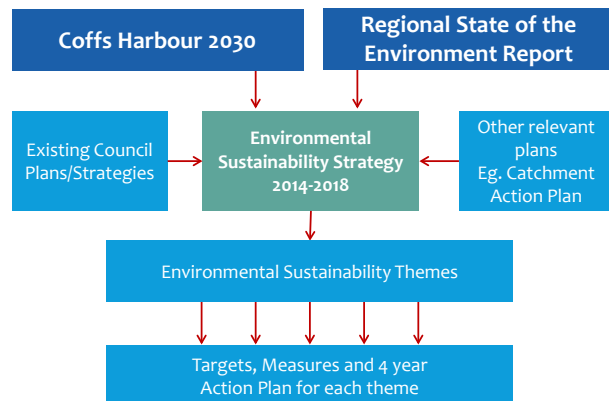 Coffs Harbour 2030
Regional State of the
Environment Report
Existing Council
Plans/Strategies
Environmental
Sustainability Strategy
2014-2018
Other relevant
plans
Eg. Catchment
Action Plan
Environmental Sustainability Themes
Targets, Measures and 4 year
Action Plan for each theme